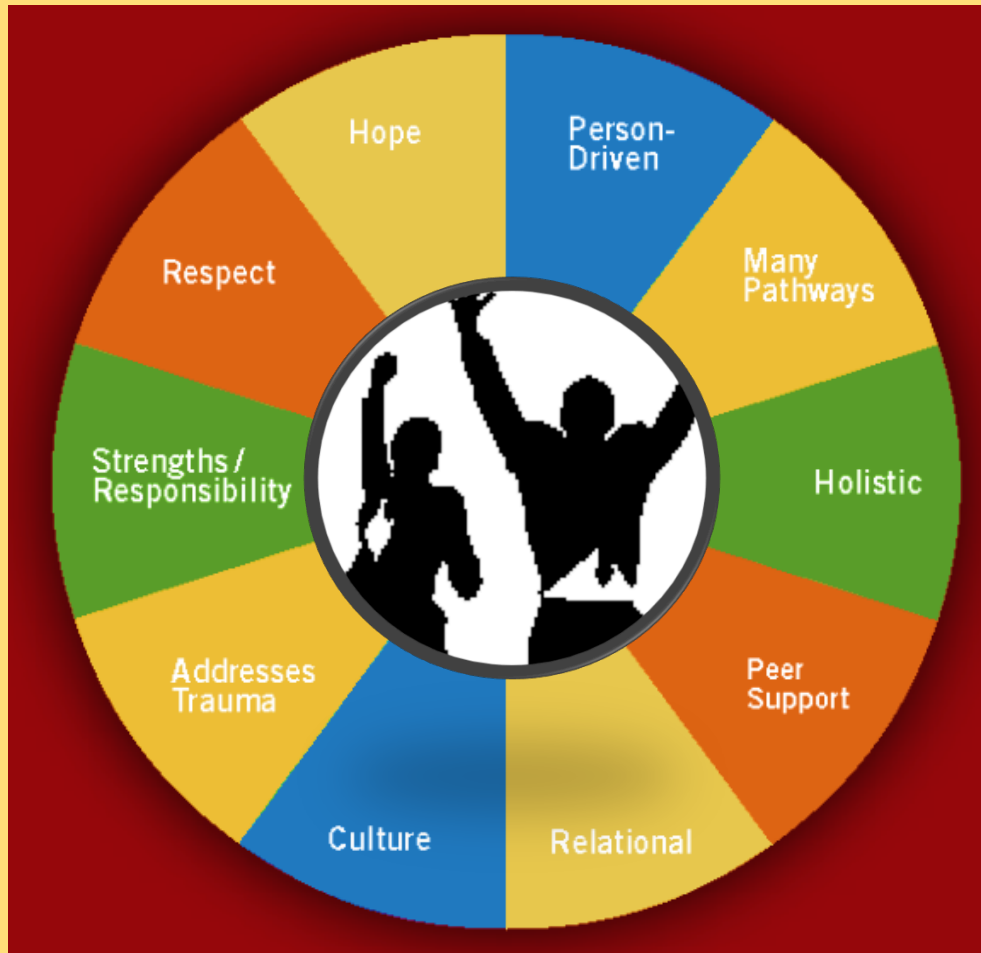 Hope
Person-
Driven
Many
Pathways
Holistic
Peer
Support
Relational
Culture
Addresses
Trauma
Strengths/
Responsibility
Respect